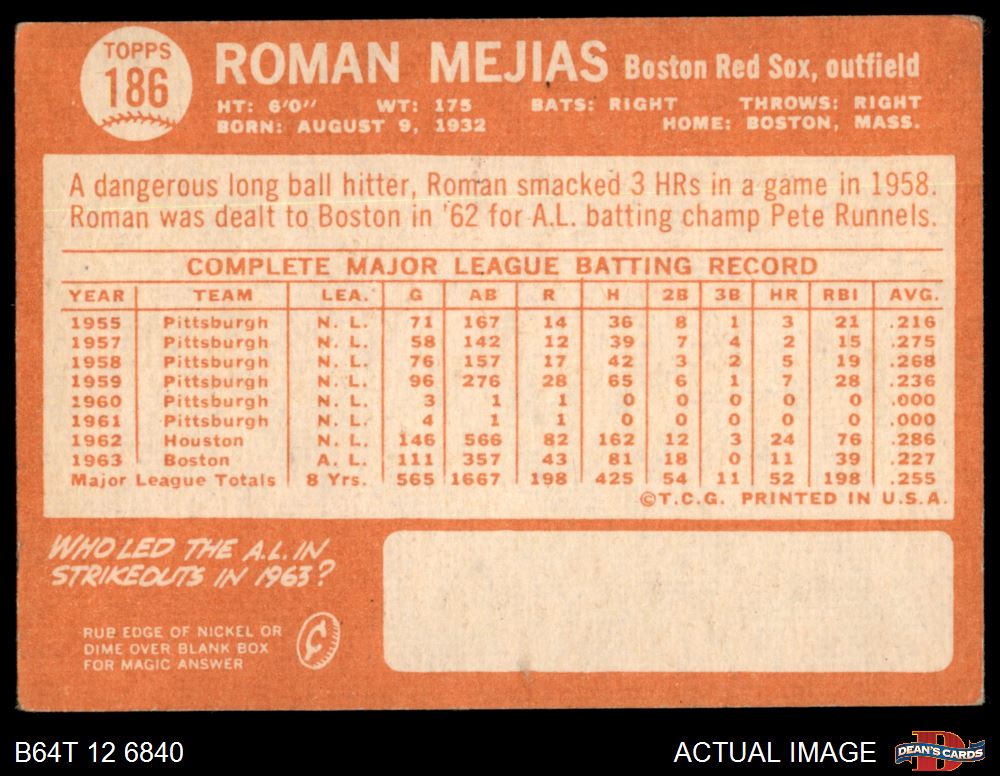 TOPPS
186
ROMAN MEJIAS Boston Red Sox, outfield
HT: 6'0" WT: 175 BATS: RIGHT THROWS: RIGHT
BORN: AUGUST 9, 1932 HOME: BOSTON, MASS.
A dangerous long ball hitter, Roman smacked 3 HRs in a game in 1958.
Roman was dealt to Boston in '62 for A.L. batting champ Pete Runnels.
COMPLETE MAJOR LEAGUE BATTING RECORD
YEAR TEAM LEA. G AB R H 2B 3B HR RBI AVG.
1955 Pittsburgh N. L. 71 167 14 36 8 1 3 21 .216
1957 Pittsburgh N. L. 58 142 12 39 7 4 2 15 .275
1958 Pittsburgh N. L. 76 157 17 42 3 2 5 19 .268
1959 Pittsburgh N. L. 96 276 28 65 6 1 7 28 .236
1960 Pittsburgh N. L. 3 1 1 0 0 0 0 0 .000
1961 Pittsburgh N. L. 4 1 1 0 0 0 0 0 .000
1962 Houston N. L. 146 566 82 162 12 3 24 76 .286
1963 Boston A. L. 111 357 43 81 18 0 11 39 .227
Major League Totals 8 Yrs. 565 1667 198 425 54 11 52 198 .255
©T.C.G. PRINTED IN U.S.A.
WHO LED THE A.L. IN
STRIKEOUTS IN 1963?
RUB EDGE OF NICKEL OR
DIME OVER BLANK BOX
FOR MAGIC ANSWER
B64T 12 6840 ACTUAL IMAGE DEAN'S CARDS